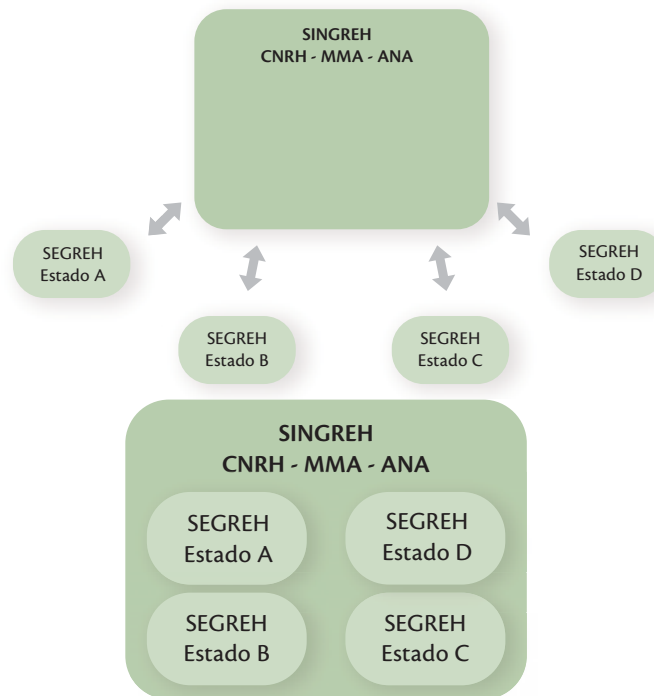 SINGREH
CNRH - MMA - ANA
SEGREH
Estado A
SEGREH
Estado D
SEGREH
Estado B
SEGREH
Estado C
SINGREH
CNRH - MMA - ANA
SEGREH
Estado A
SEGREH
Estado D
SEGREH
Estado B
SEGREH
Estado C